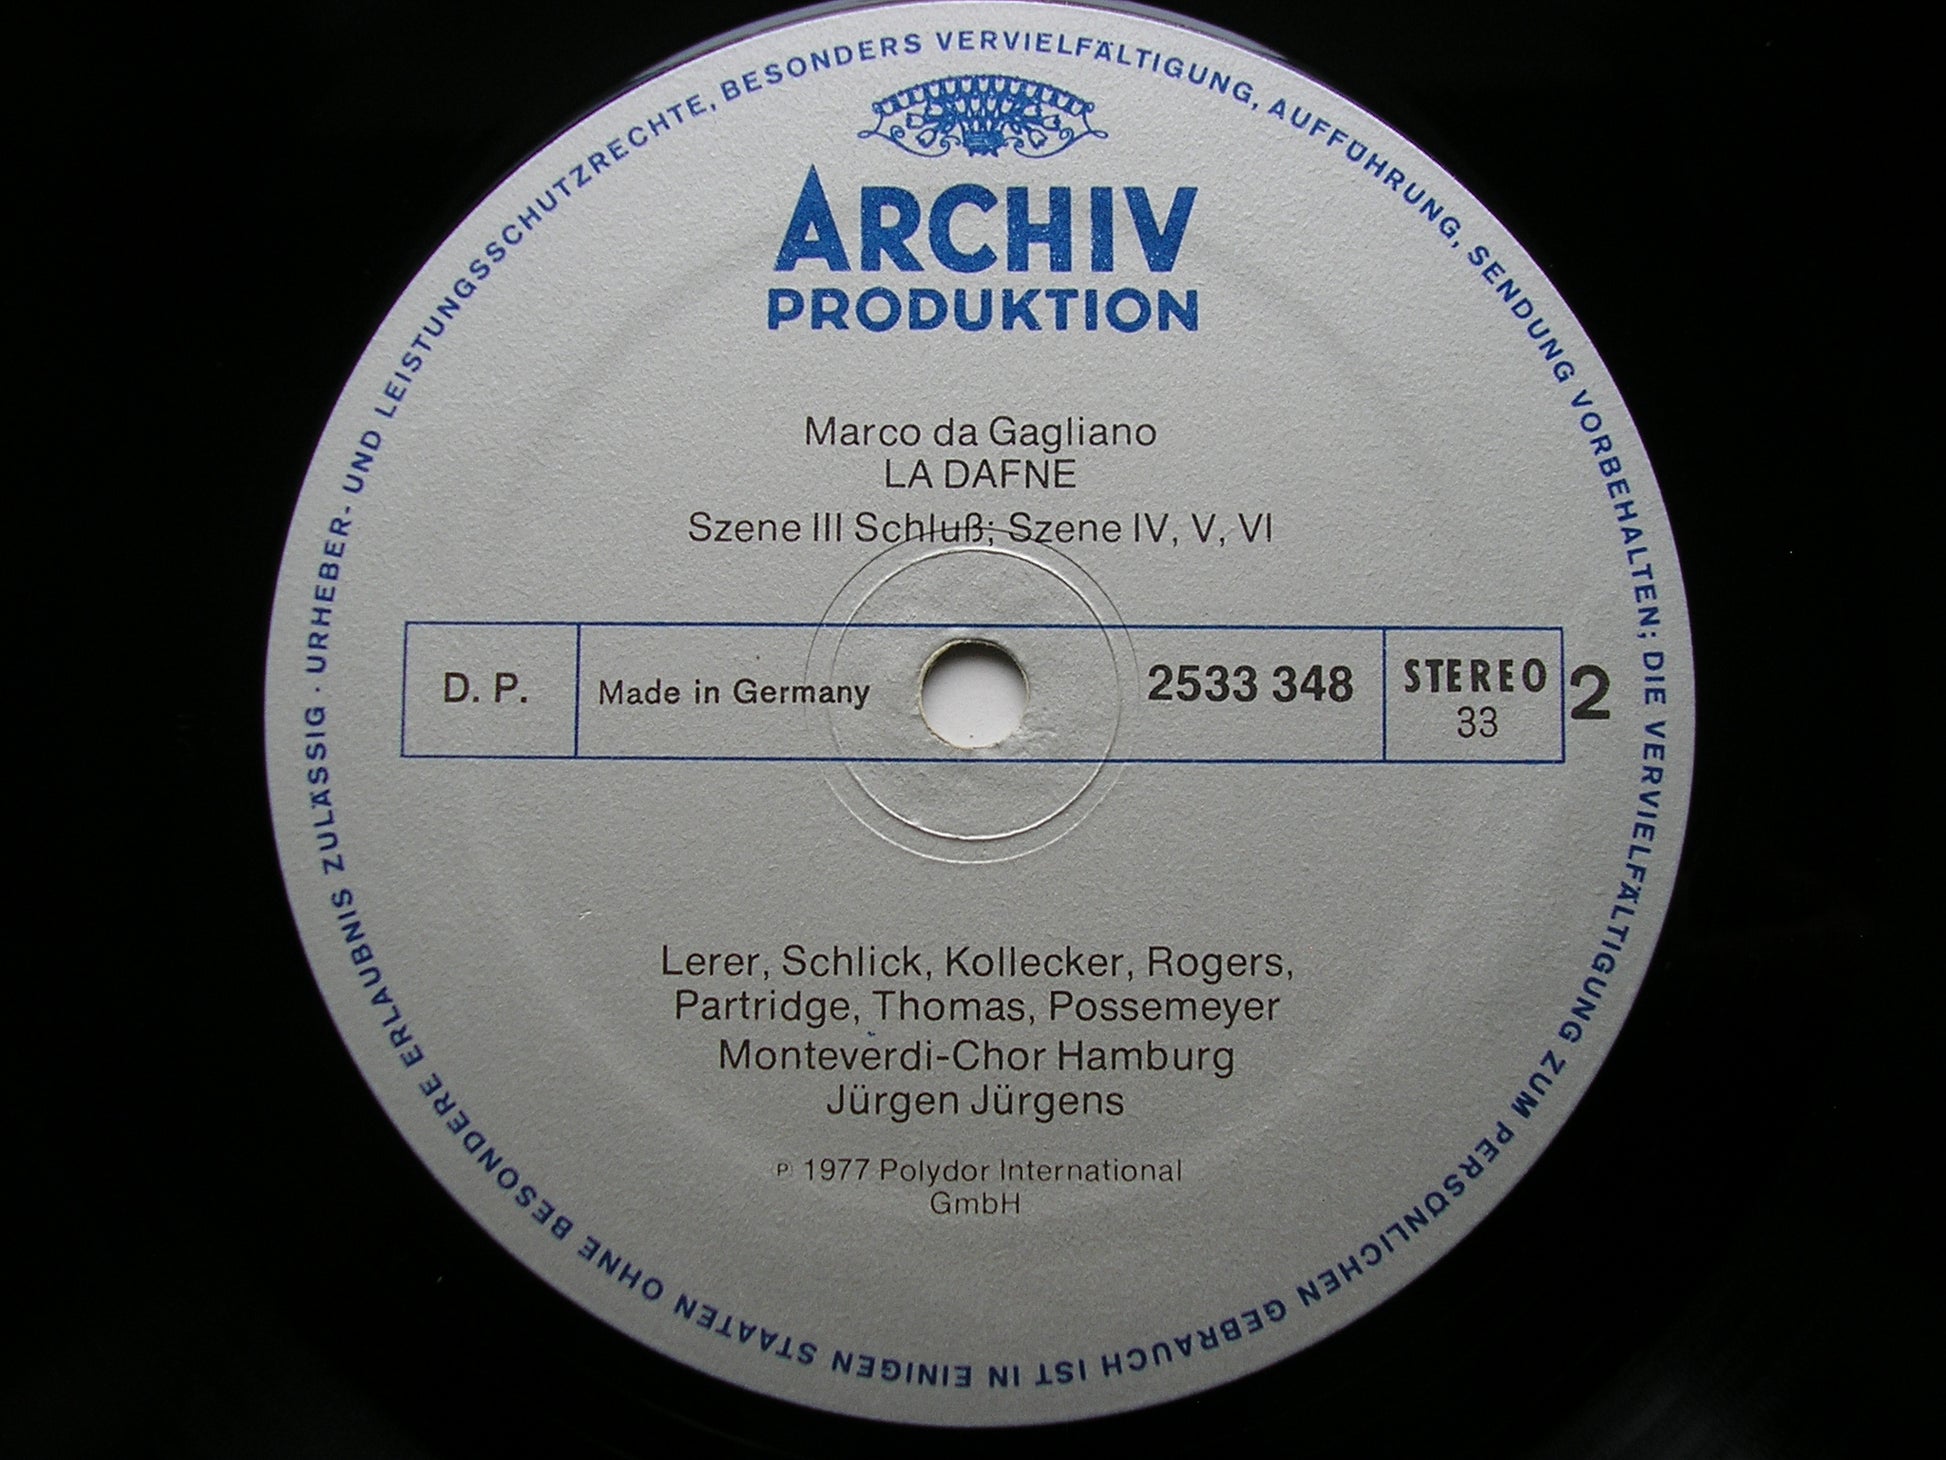 URHEBER- UND LEISTUNGSSCHUTZRECHTE, BESONDERS VERVIELFÄLTIGUNG, AUFFÜHRUNG, SENDUNG VORBEHALTEN; DIE VERVIELFÄLTIGUNG ZUM PERSÖNLICHEN GEBRAUCH IST IN EINIGEN STAATEN OHNE BESONDERE ERLAUBNIS ZULÄSSIG ·
ARCHIV
PRODUKTION
Marco da Gagliano
LA DAFNE
Szene III Schluß; Szene IV, V, VI
D. P. Made in Germany 2533 348 STEREO 2
33
Lerer, Schlick, Kollecker, Rogers,
Partridge, Thomas, Possemeyer
Monteverdi-Chor Hamburg
Jürgen Jürgens
℗ 1977 Polydor International
GmbH